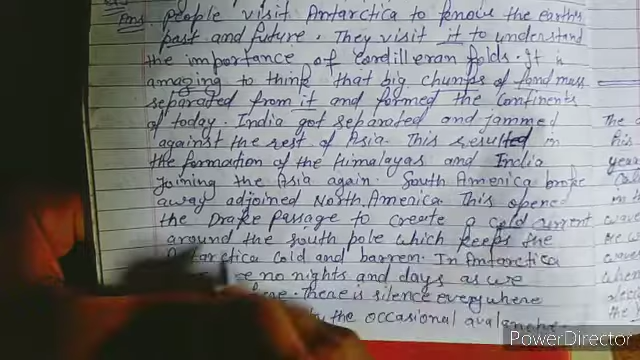 Ans. People visit Antarctica to know the earth's
past and future. They visit it to understand
the importance of cordilleran folds. It is
amazing to think that big chumps of land mass
separated from it and formed the continents
of today. India got separated and jammed
against the rest of Asia. This resulted in
the formation of the Himalayas and India
Joining the Asia again. South America broke
away adjoined North America. This opened
the Drake Passage to create a cold current
around the south pole which keeps the
Antarctica cold and barren. In Antarctica
no nights and days as we
There is silence everywhere
the occasional avalanche
PowerDirector